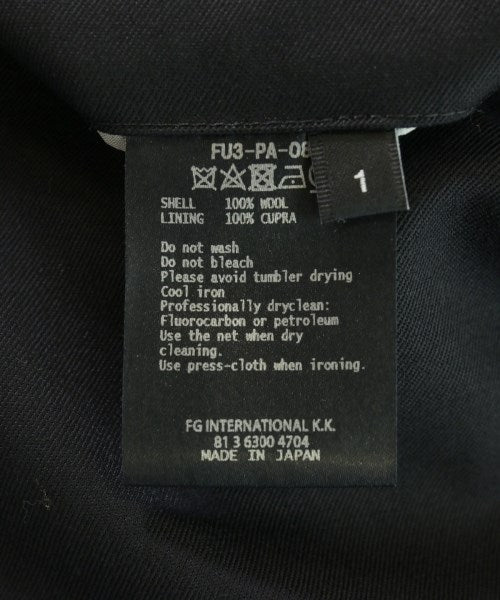 FU3-PA-08
1
SHELL 100% WOOL
LINING 100% CUPRA
Do not wash
Do not bleach
Please avoid tumbler drying
Cool iron
Professionally dryclean:
Fluorocarbon or petroleum
Use the net when dry
cleaning.
Use press-cloth when ironing.
FG INTERNATIONAL K.K.
81 3 6300 4704
MADE IN JAPAN